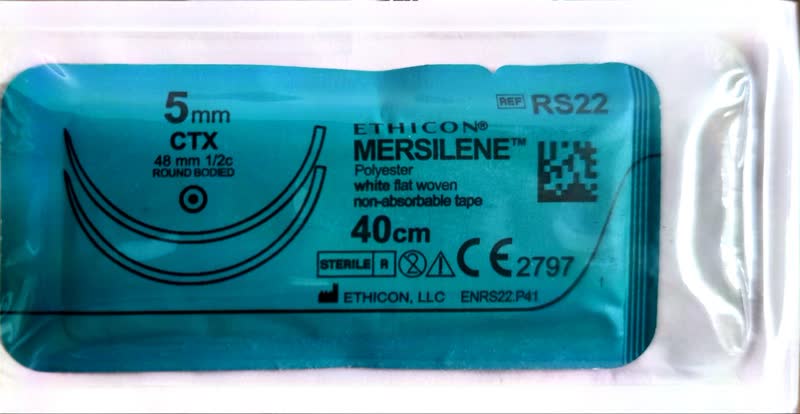 5mm
CTX
48 mm 1/2c
ROUND BODIED
REF RS22
ETHICON®
MERSILENE™
Polyester
white flat woven
non-absorbable tape
40cm
STERILE R 2 CE 2797
ETHICON, LLC ENRS22.P41